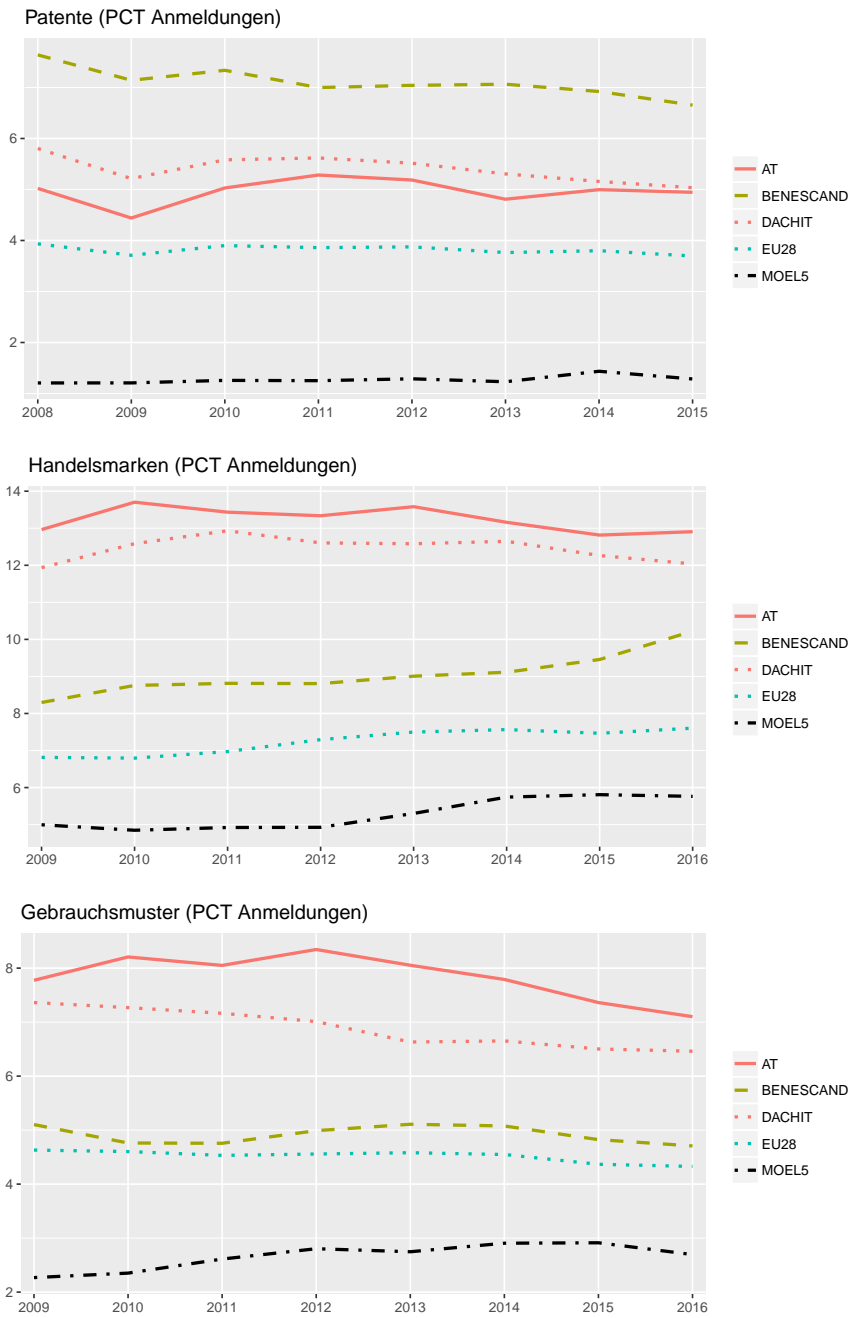 Patente (PCT Anmeldungen)
6
4
2
2008 2009 2010 2011 2012 2013 2014 2015
AT
BENESCAND
DACHIT
EU28
MOEL5
Handelsmarken (PCT Anmeldungen)
14
12
10
8
6
2009 2010 2011 2012 2013 2014 2015 2016
AT
BENESCAND
DACHIT
EU28
MOEL5
Gebrauchsmuster (PCT Anmeldungen)
8
6
4
2
2009 2010 2011 2012 2013 2014 2015 2016
AT
BENESCAND
DACHIT
EU28
MOEL5